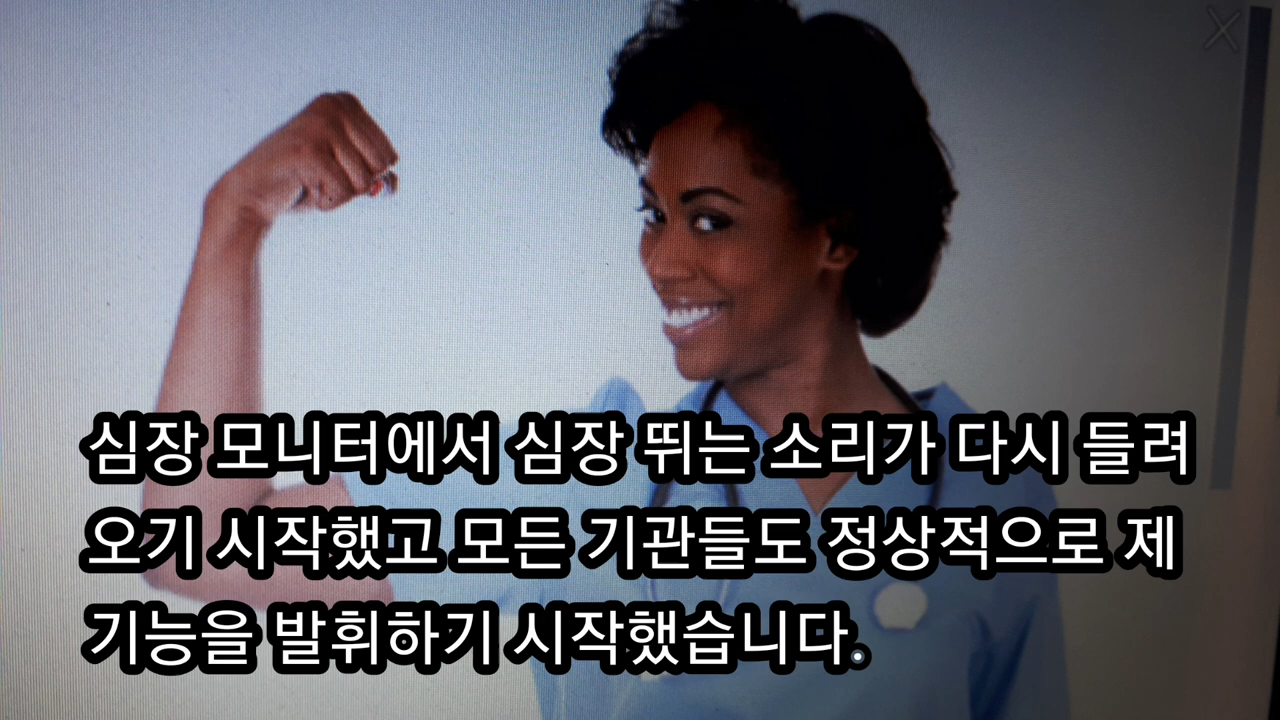 심장 모니터에서 심장 뛰는 소리가 다시 들려
오기 시작했고 모든 기관들도 정상적으로 제
기능을 발휘하기 시작했습니다.